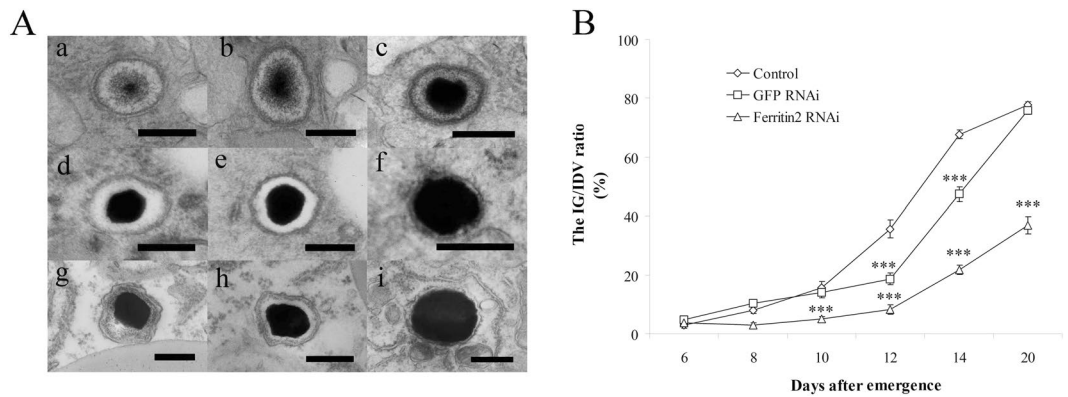 A
a b c
d e f
g h i
B
The IG/IDV ratio
(%)
100
80
60
40
20
0
Control
GFP RNAi
Ferritin2 RNAi
***
***
***
***
***
***
6 8 10 12 14 20
Days after emergence